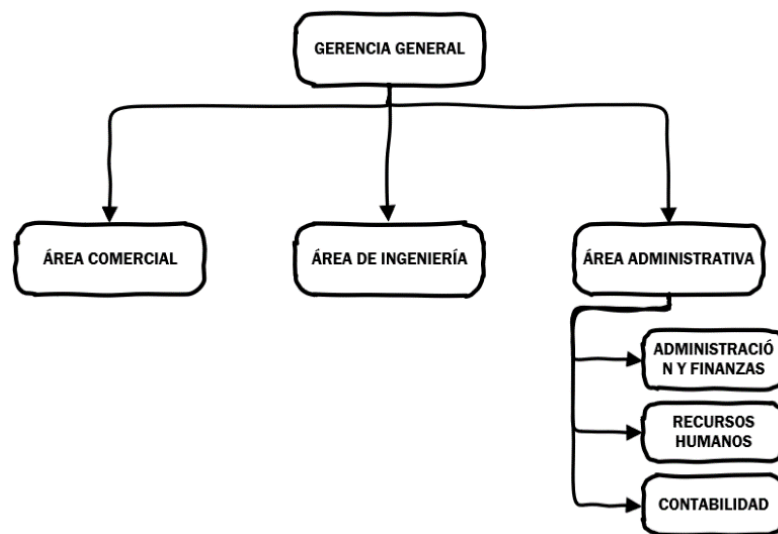 GERENCIA GENERAL
ÁREA COMERCIAL
ÁREA DE INGENIERÍA
ÁREA ADMINISTRATIVA
ADMINISTRACIÓ
N Y FINANZAS
RECURSOS
HUMANOS
CONTABILIDAD